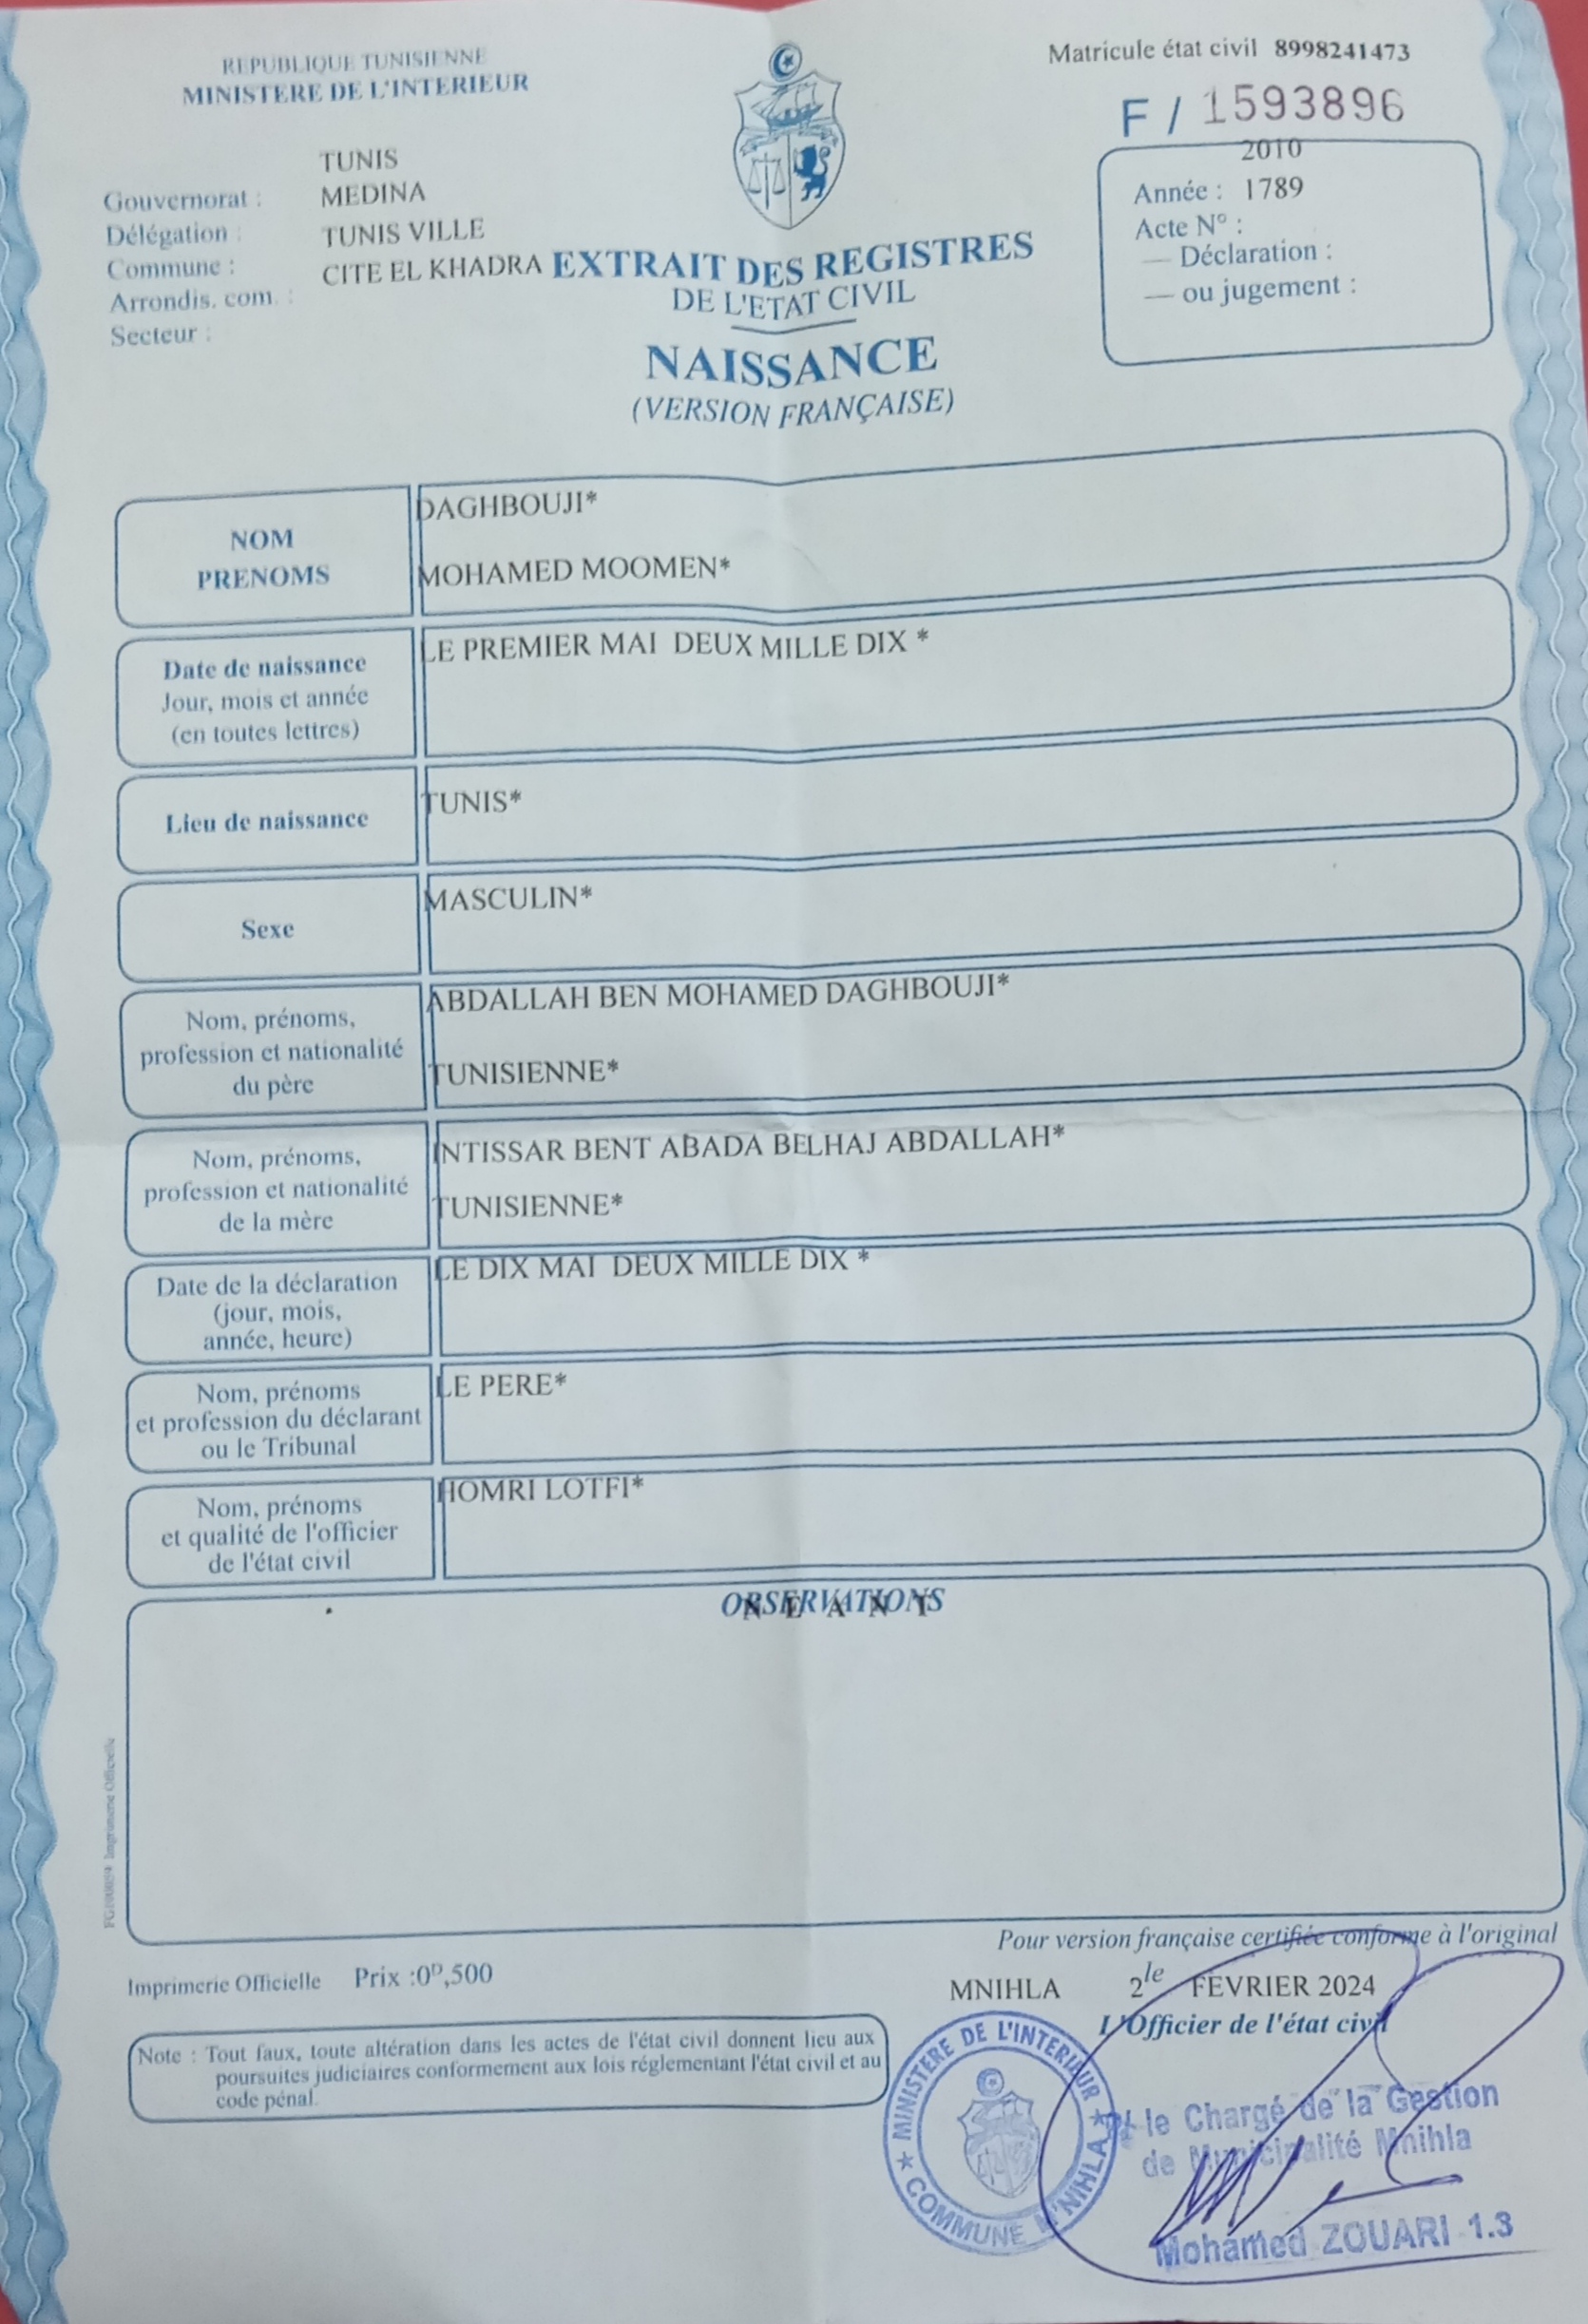 REPUBLIQUE TUNISIENNE
MINISTERE DE L'INTERIEUR
Matricule état civil 8998241473
F / 1593896
TUNIS
Gouvernorat : MEDINA
Délégation : TUNIS VILLE
Commune : CITE EL KHADRA
Arrondis. com. :
Secteur :
2010
Année : 1789
Acte N° :
— Déclaration :
— ou jugement :
EXTRAIT DES REGISTRES
DE L'ETAT CIVIL
NAISSANCE
(VERSION FRANÇAISE)
NOM
PRENOMS
DAGHBOUJI*
MOHAMED MOOMEN*
Date de naissance
Jour, mois et année
(en toutes lettres)
LE PREMIER MAI DEUX MILLE DIX *
Lieu de naissance
TUNIS*
Sexe
MASCULIN*
Nom, prénoms,
profession et nationalité
du père
ABDALLAH BEN MOHAMED DAGHBOUJI*
TUNISIENNE*
Nom, prénoms,
profession et nationalité
de la mère
INTISSAR BENT ABADA BELHAJ ABDALLAH*
TUNISIENNE*
Date de la déclaration
(jour, mois,
année, heure)
LE DIX MAI DEUX MILLE DIX *
Nom, prénoms
et profession du déclarant
ou le Tribunal
LE PERE*
Nom, prénoms
et qualité de l'officier
de l'état civil
HOMRI LOTFI*
OBSERVATIONS
N E A N T
Imprimerie Officielle
Pour version française certifiée conforme à l'original
Imprimerie Officielle Prix :0ᴰ,500
MNIHLA 2 le FEVRIER 2024
L'Officier de l'état civil
Note : Tout faux, toute altération dans les actes de l'état civil donnent lieu aux
poursuites judiciaires conformement aux lois réglementant l'état civil et au
code pénal.
★ MINISTERE DE L'INTERIEUR ★
COMMUNE M'NIHLA
P/ le Chargé de la Gestion
de Municipalité Mnihla
Mohamed ZOUARI 1.3